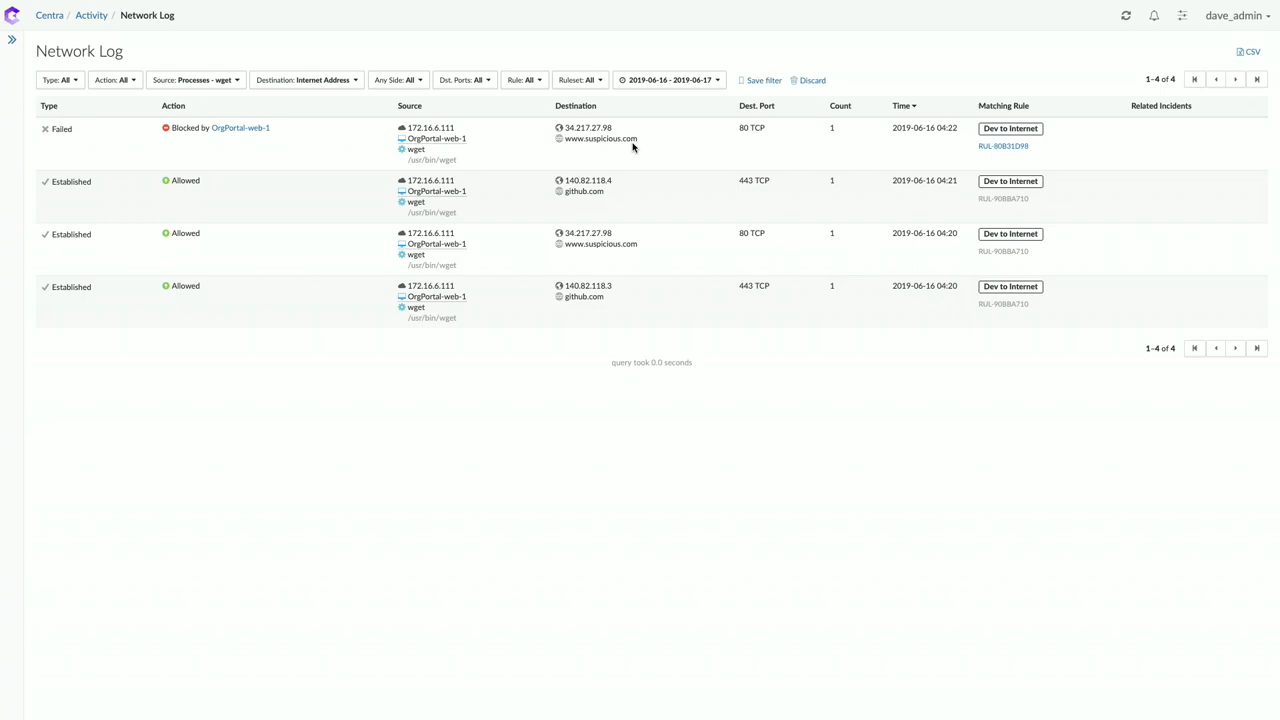 Centra / Activity / Network Log
dave_admin
Network Log
CSV
Type: All
Action: All
Source: Processes - wget
Destination: Internet Address
Any Side: All
Dst. Ports: All
Rule: All
Ruleset: All
2019-06-16 - 2019-06-17
Save filter
Discard
1–4 of 4
Type Action Source Destination Dest. Port Count Time Matching Rule Related Incidents
Failed Blocked by OrgPortal-web-1 172.16.6.111 34.217.27.98 80 TCP 1 2019-06-16 04:22 Dev to Internet
OrgPortal-web-1 www.suspicious.com RUL-80B31D98
wget
/usr/bin/wget
Established Allowed 172.16.6.111 140.82.118.4 443 TCP 1 2019-06-16 04:21 Dev to Internet
OrgPortal-web-1 github.com RUL-90BBA710
wget
/usr/bin/wget
Established Allowed 172.16.6.111 34.217.27.98 80 TCP 1 2019-06-16 04:20 Dev to Internet
OrgPortal-web-1 www.suspicious.com RUL-90BBA710
wget
/usr/bin/wget
Established Allowed 172.16.6.111 140.82.118.3 443 TCP 1 2019-06-16 04:20 Dev to Internet
OrgPortal-web-1 github.com RUL-90BBA710
wget
/usr/bin/wget
1–4 of 4
query took 0.0 seconds